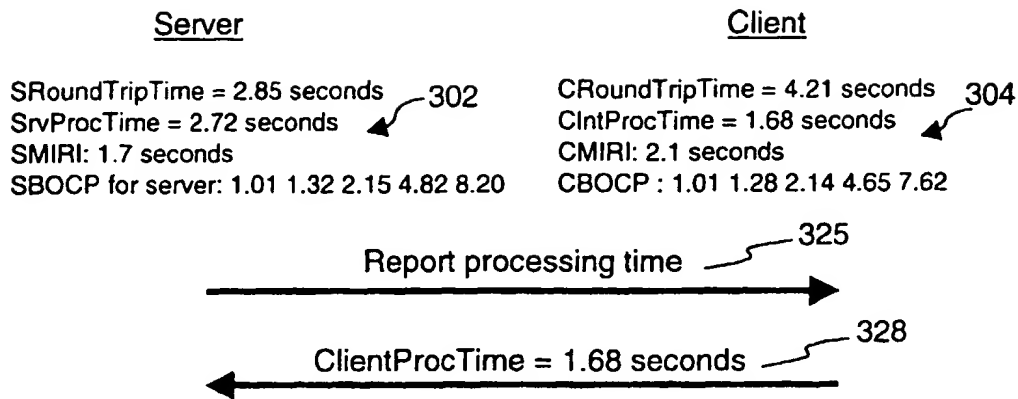 Server
SRoundTripTime = 2.85 seconds
302
SrvProcTime = 2.72 seconds
SMIRI: 1.7 seconds
SBOCP for server: 1.01 1.32 2.15 4.82 8.20
Client
CRoundTripTime = 4.21 seconds
304
ClntProcTime = 1.68 seconds
CMIRI: 2.1 seconds
CBOCP : 1.01 1.28 2.14 4.65 7.62
Report processing time
325
ClientProcTime = 1.68 seconds
328